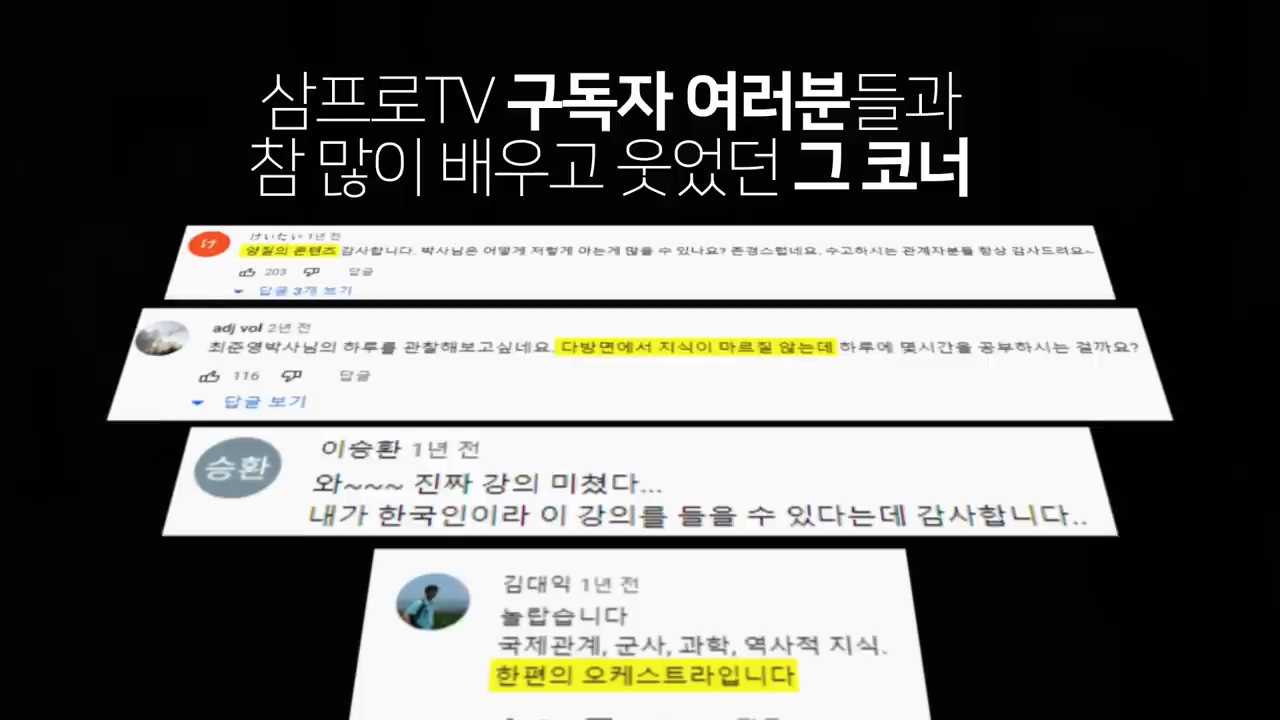 삼프로TV 구독자 여러분들과
참 많이 배우고 웃었던 그 코너
け
けいたい 1년 전
양질의 콘텐츠 감사합니다. 박사님은 어떻게 저렇게 아는게 많을 수 있나요? 존경스럽네요. 수고하시는 관계자분들 항상 감사드려요~
203 답글
답글 3개 보기
adj vol 2년 전
최준영박사님의 하루를 관찰해보고싶네요. 다방면에서 지식이 마르질 않는데 하루에 몇시간을 공부하시는 걸까요?
116 답글
답글 보기
승환
이승환 1년 전
와~~~ 진짜 강의 미쳤다...
내가 한국인이라 이 강의를 들을 수 있다는데 감사합니다..
김대익 1년 전
놀랍습니다
국제관계, 군사, 과학, 역사적 지식.
한편의 오케스트라입니다